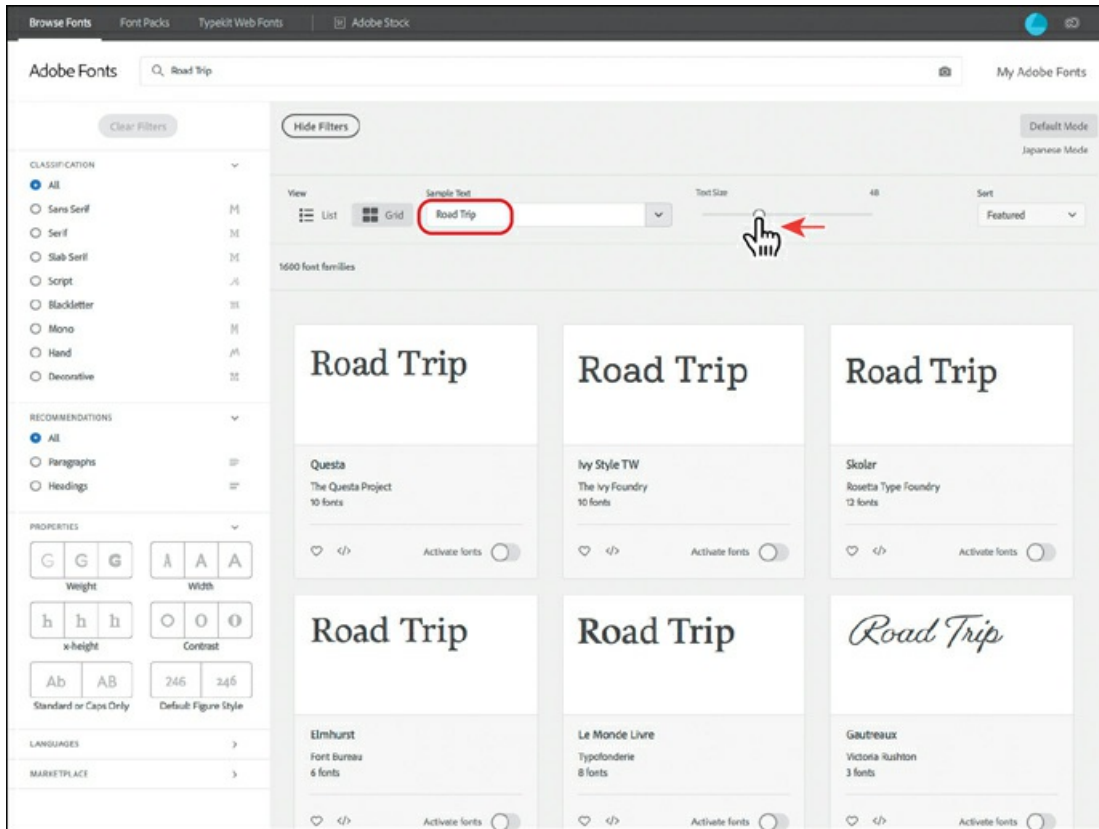 Browse Fonts Font Packs Typekit Web Fonts Adobe Stock
Adobe Fonts Road Trip My Adobe Fonts
Clear Filters Hide Filters Default Mode
Japanese Mode
CLASSIFICATION
All
Sans Serif M
Serif M
Slab Serif M
Script
Blackletter
Mono M
Hand M
Decorative M
View Sample Text Text Size 48 Sort
List Grid Road Trip Featured
1600 font families
RECOMMENDATIONS
All
Paragraphs
Headings
PROPERTIES
G G G A A A
Weight Width
h h h O O O
x-height Contrast
Ab AB 246 246
Standard or Caps Only Default Figure Style
LANGUAGES
MARKETPLACE
Road Trip Road Trip Road Trip
Questa Ivy Style TW Skolar
The Questa Project The Ivy Foundry Rosetta Type Foundry
10 fonts 10 fonts 12 fonts
Activate fonts Activate fonts Activate fonts
Road Trip Road Trip Road Trip
Elmhurst Le Monde Livre Gautreaux
Font Bureau Typofonderie Victoria Rushton
6 fonts 8 fonts 3 fonts
Activate fonts Activate fonts Activate fonts